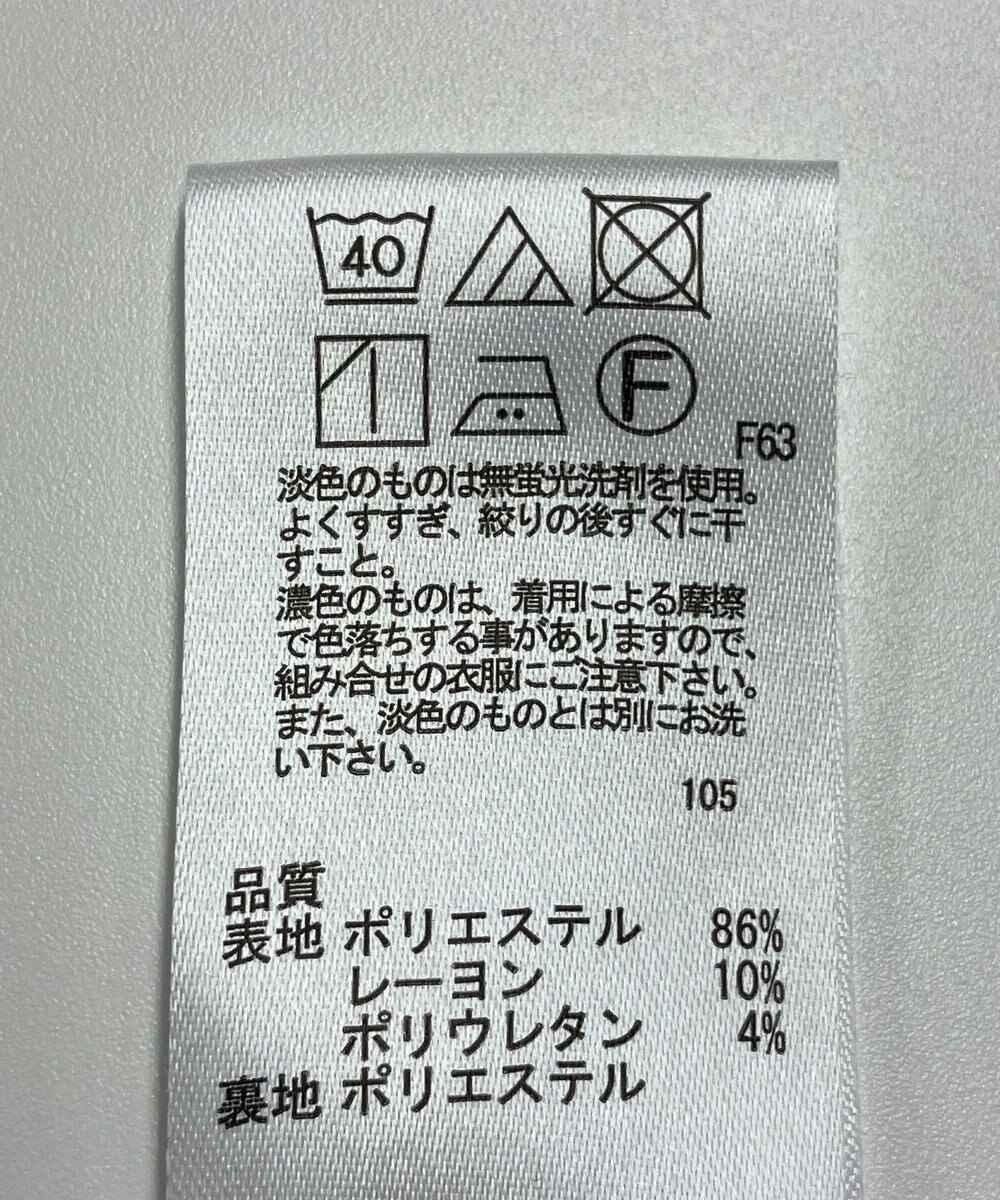 40
F
F63
淡色のものは無蛍光洗剤を使用。
よくすすぎ、絞りの後すぐに干
すこと。
濃色のものは、着用による摩擦
で色落ちする事がありますので、
組み合せの衣服にご注意下さい。
また、淡色のものとは別にお洗
い下さい。
105
品質
表地 ポリエステル 86%
レーヨン 10%
ポリウレタン 4%
裏地 ポリエステル